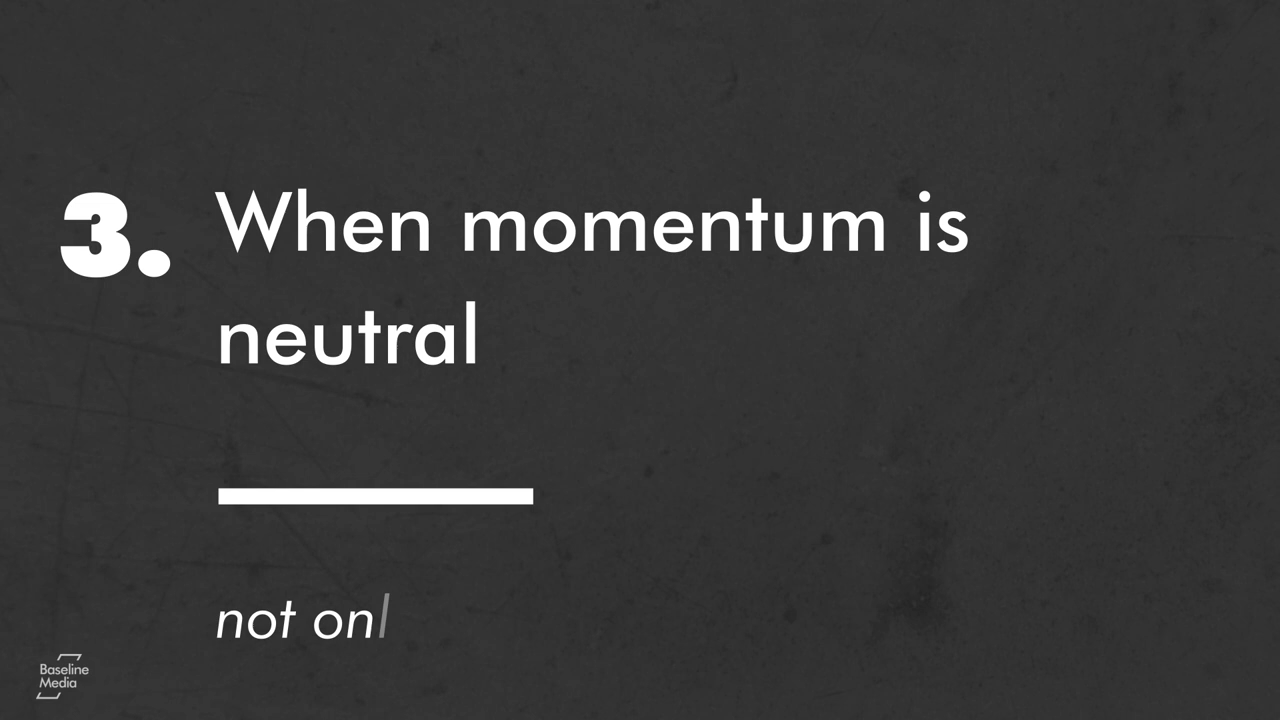 3. When momentum is
neutral
not onl
Baseline
Media